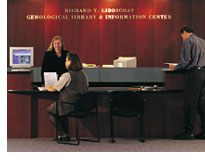 RICHARD T. LIDDICOAT
GEMOLOGICAL LIBRARY & INFORMATION CENTER